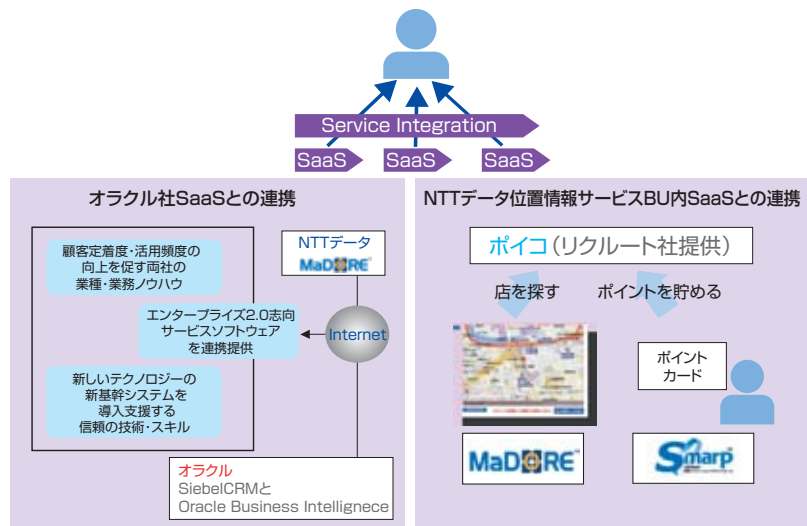 Service Integration
SaaS
SaaS
SaaS
オラクル社SaaSとの連携
顧客定着度・活用頻度の
向上を促す両社の
業種・業務ノウハウ
エンタープライズ2.0志向
サービスソフトウェア
を連携提供
新しいテクノロジーの
新基幹システムを
導入支援する
信頼の技術・スキル
NTTデータ
MaDORE
Internet
オラクル
SiebelCRMと
Oracle Business Intellignece
NTTデータ位置情報サービスBU内SaaSとの連携
ポイコ(リクルート社提供)
店を探す
ポイントを貯める
ポイント
カード
MaDORE
Smarp